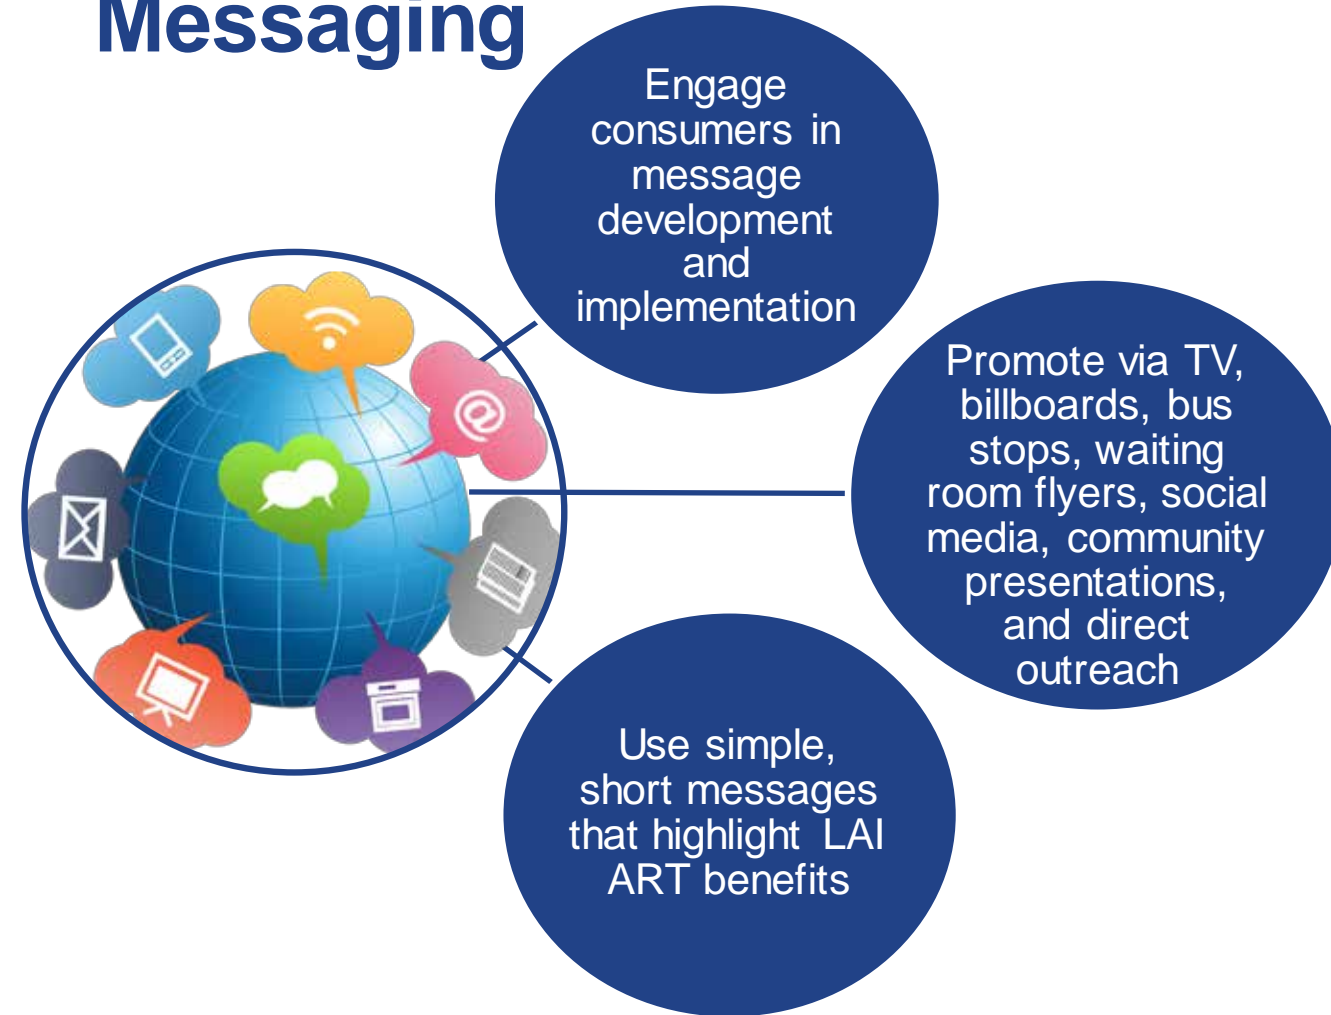 Messaging
Engage
consumers in
message
development
and
implementation
Promote via TV,
billboards, bus
stops, waiting
room flyers, social
media, community
presentations,
and direct
outreach
Use simple,
short messages
that highlight LAI
ART benefits